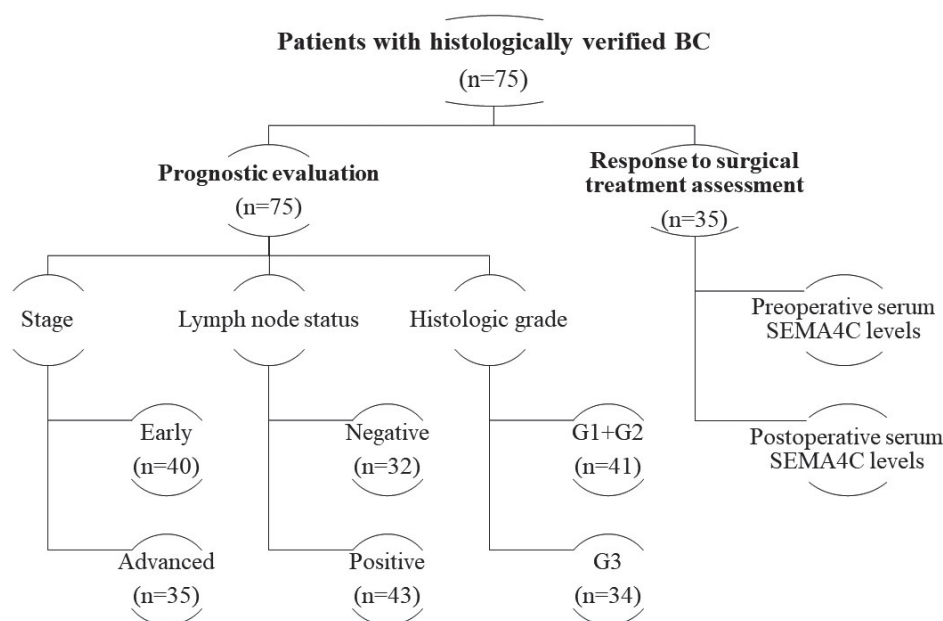 Patients with histologically verified BC
(n=75)
Prognostic evaluation
(n=75)
Response to surgical
treatment assessment
(n=35)
Stage
Lymph node status
Histologic grade
Preoperative serum
SEMA4C levels
Early
(n=40)
Negative
(n=32)
G1+G2
(n=41)
Postoperative serum
SEMA4C levels
Advanced
(n=35)
Positive
(n=43)
G3
(n=34)